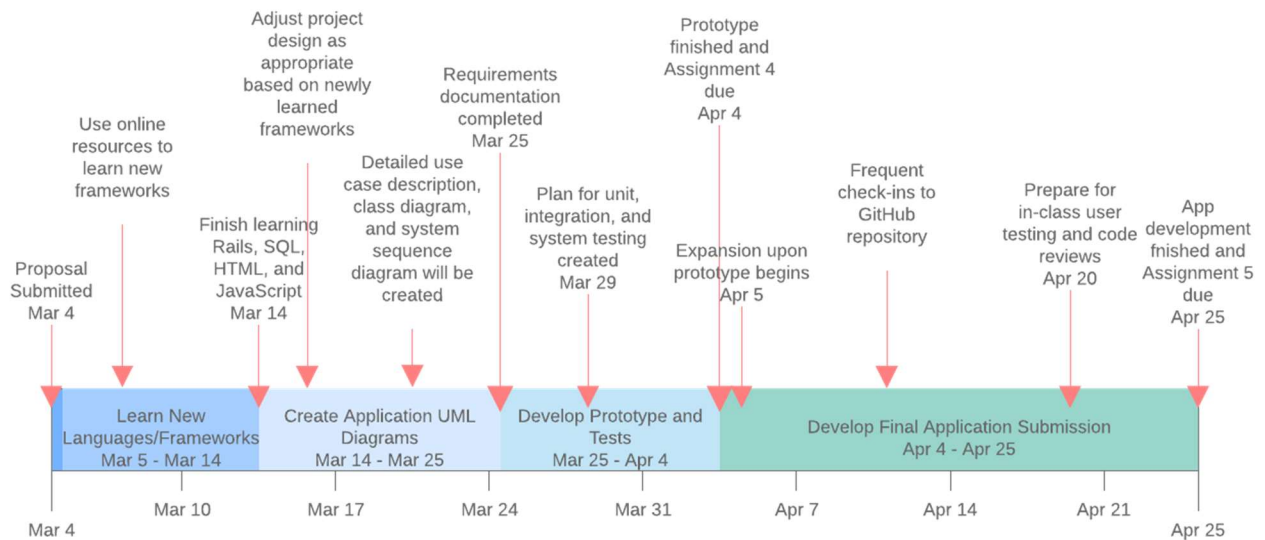 Proposal
Submitted
Mar 4
Use online
resources to
learn new
frameworks
Finish learning
Rails, SQL,
HTML, and
JavaScript
Mar 14
Adjust project
design as
appropriate
based on newly
learned
frameworks
Detailed use
case description,
class diagram,
and system
sequence
diagram will be
created
Requirements
documentation
completed
Mar 25
Plan for unit,
integration, and
system testing
created
Mar 29
Prototype
finished and
Assignment 4
due
Apr 4
Expansion upon
prototype begins
Apr 5
Frequent
check-ins to
GitHub
repository
Prepare for
in-class user
testing and code
reviews
Apr 20
App
development
fnished and
Assignment 5
due
Apr 25
Learn New
Languages/Frameworks
Mar 5 - Mar 14
Create Application UML
Diagrams
Mar 14 - Mar 25
Develop Prototype and
Tests
Mar 25 - Apr 4
Develop Final Application Submission
Apr 4 - Apr 25
Mar 4
Mar 10
Mar 17
Mar 24
Mar 31
Apr 7
Apr 14
Apr 21
Apr 25